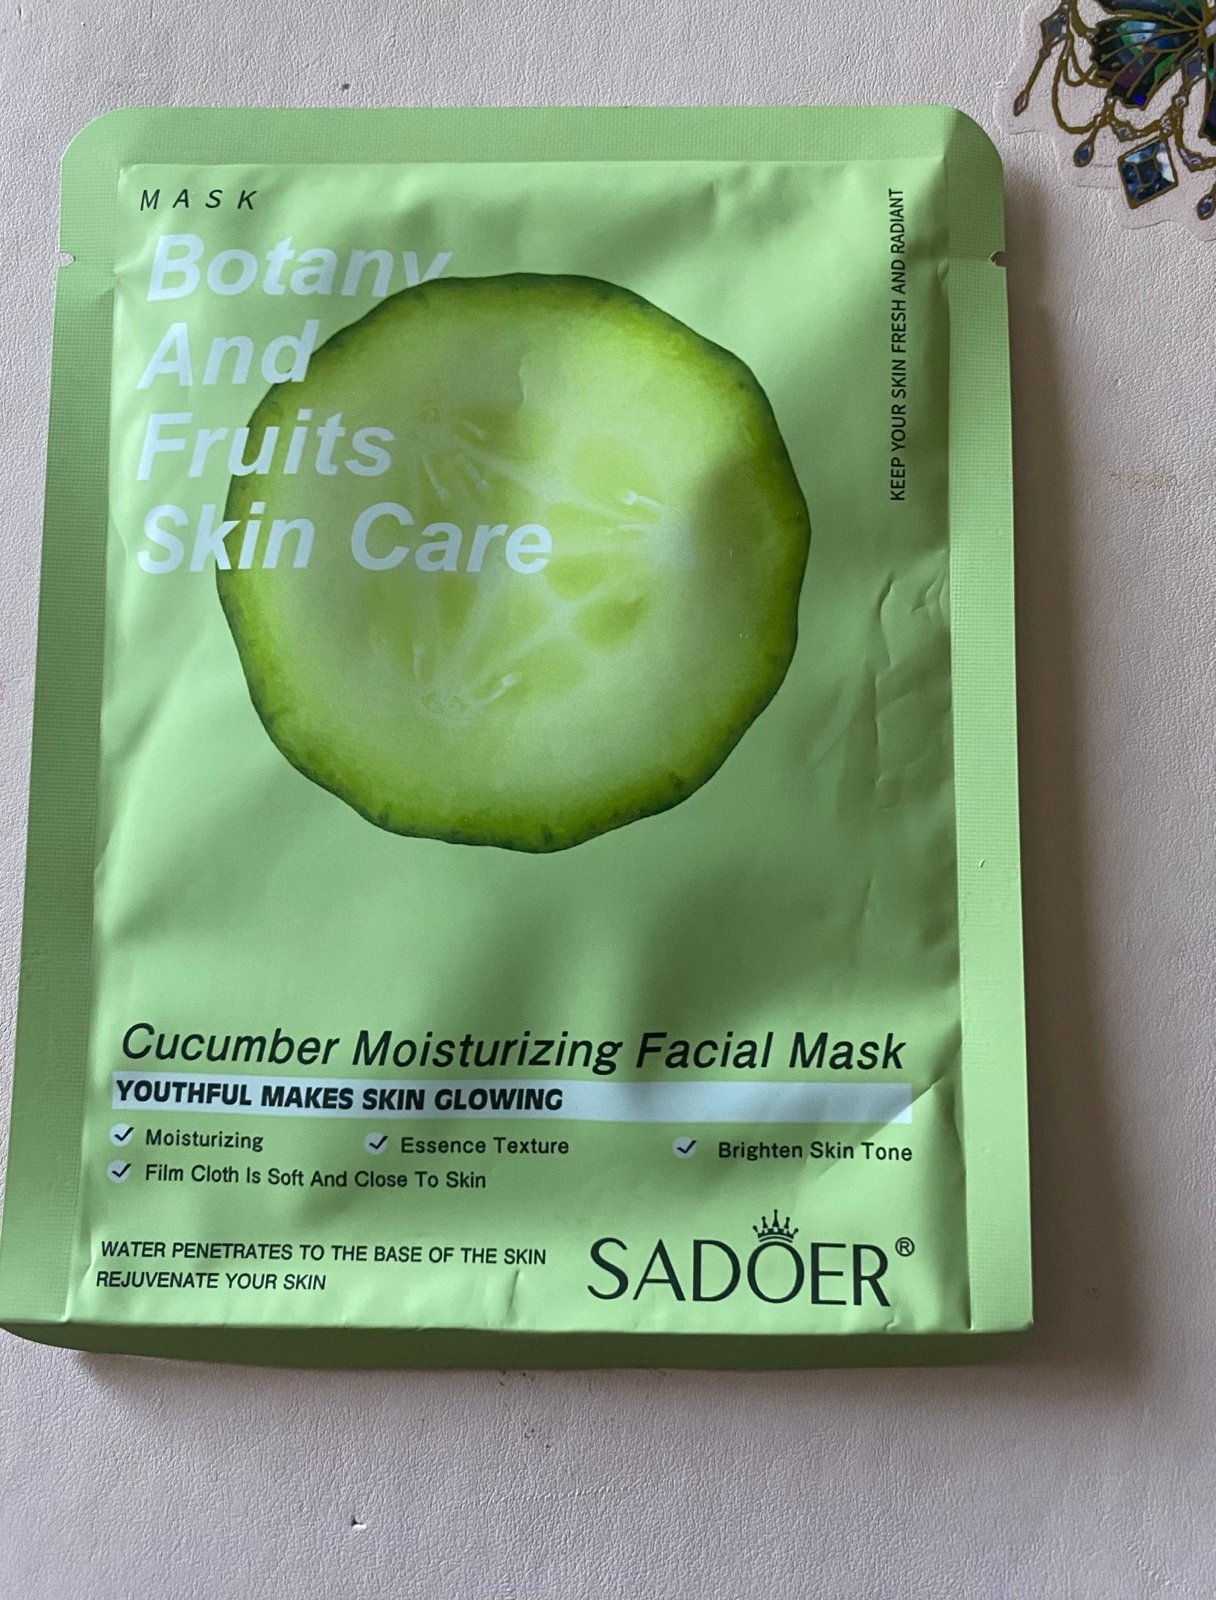 MASK
Botany
And
Fruits
Skin Care
KEEP YOUR SKIN FRESH AND RADIANT
Cucumber Moisturizing Facial Mask
YOUTHFUL MAKES SKIN GLOWING
Moisturizing
Essence Texture
Brighten Skin Tone
Film Cloth Is Soft And Close To Skin
WATER PENETRATES TO THE BASE OF THE SKIN
REJUVENATE YOUR SKIN
SADOER®